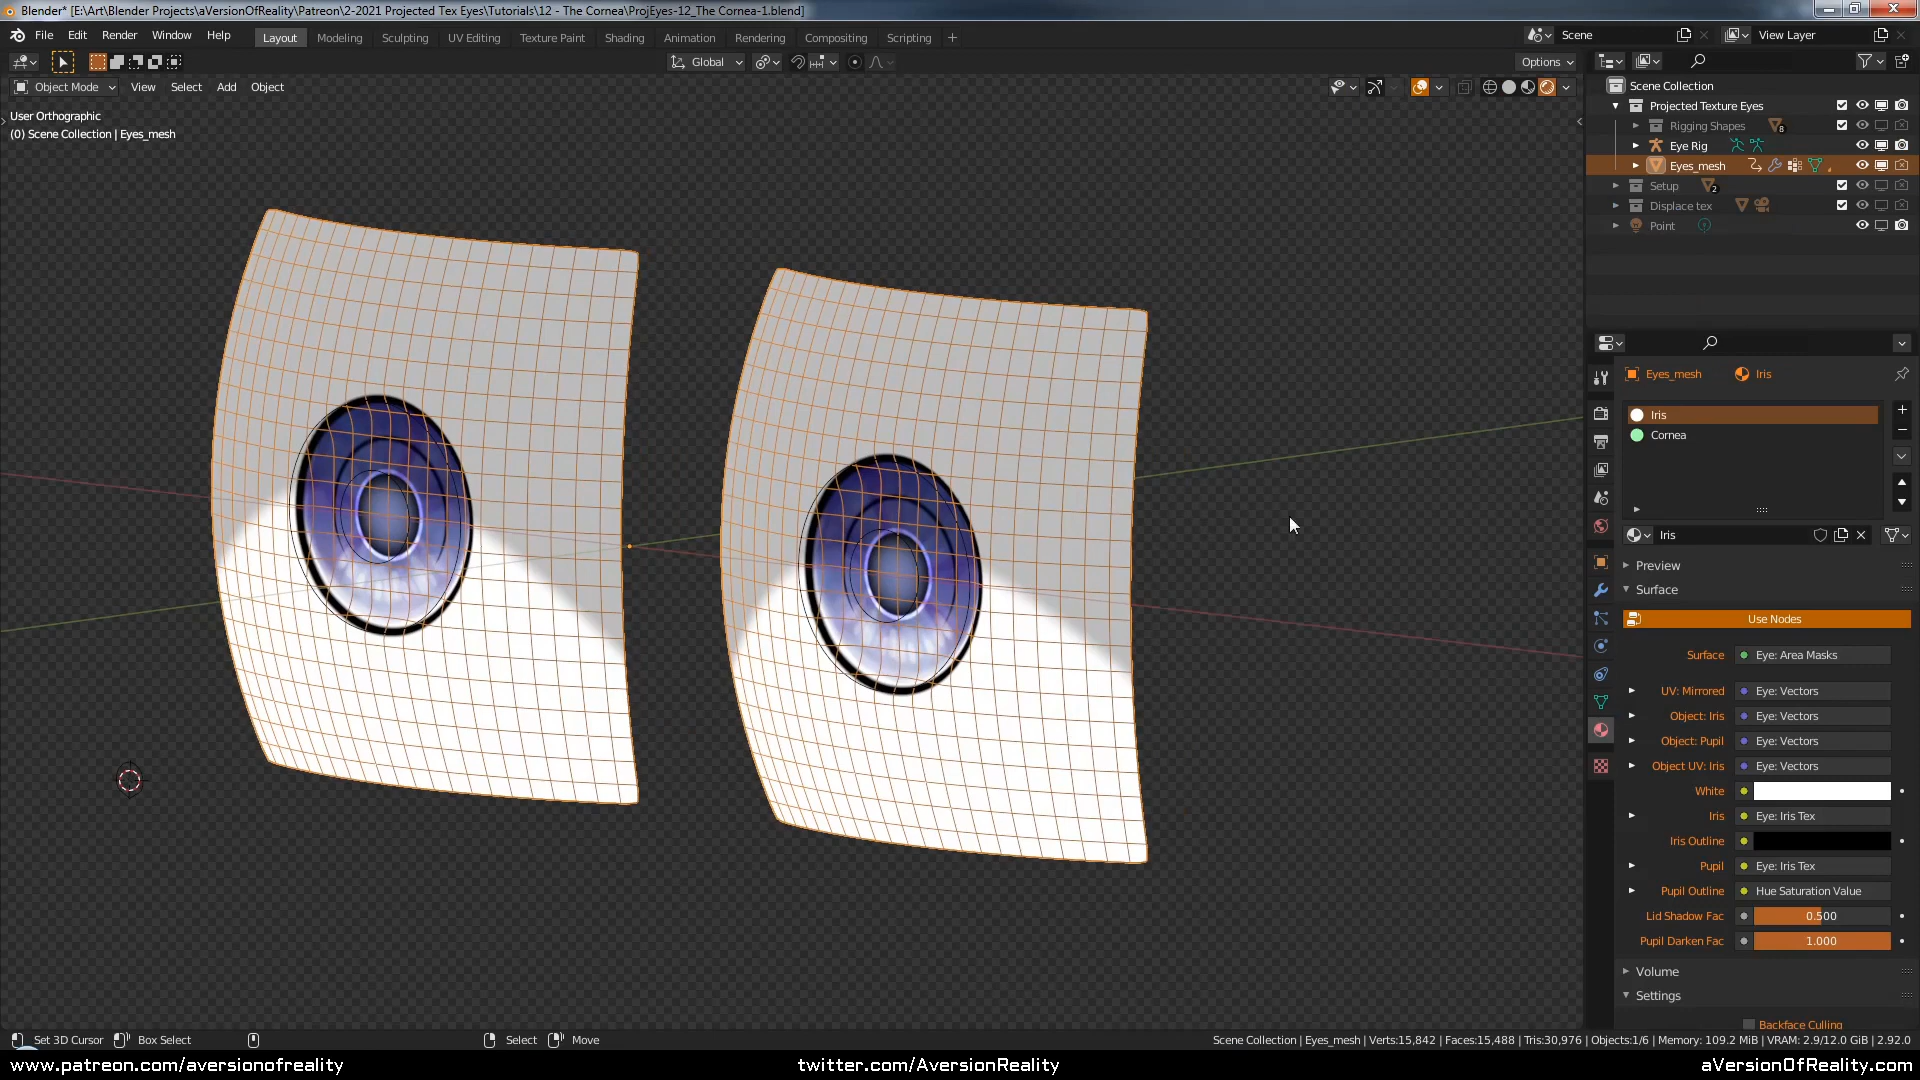 Blender* [E:\Art\Blender Projects\aVersionOfReality\Patreon\2-2021 Projected Tex Eyes\Tutorials\12 - The Cornea\ProjEyes-12_The Cornea-1.blend]
File Edit Render Window Help Layout Modeling Sculpting UV Editing Texture Paint Shading Animation Rendering Compositing Scripting + Scene View Layer
Global Options
Object Mode View Select Add Object
User Orthographic
(0) Scene Collection | Eyes_mesh
Scene Collection
Projected Texture Eyes
Rigging Shapes 8
Eye Rig
Eyes_mesh
Setup 2
Displace tex
Point
Eyes_mesh Iris
Iris
Cornea
Iris
Preview
Surface
Use Nodes
Surface Eye: Area Masks
UV: Mirrored Eye: Vectors
Object: Iris Eye: Vectors
Object: Pupil Eye: Vectors
Object UV: Iris Eye: Vectors
White
Iris Eye: Iris Tex
Iris Outline
Pupil Eye: Iris Tex
Pupil Outline Hue Saturation Value
Lid Shadow Fac 0.500
Pupil Darken Fac 1.000
Volume
Settings
Backface Culling
Set 3D Cursor Box Select Select Move Scene Collection | Eyes_mesh | Verts:15,842 | Faces:15,488 | Tris:30,976 | Objects:1/6 | Memory: 109.2 MiB | VRAM: 2.9/12.0 GiB | 2.92.0
www.patreon.com/aversionofreality twitter.com/AversionReality aVersionOfReality.com